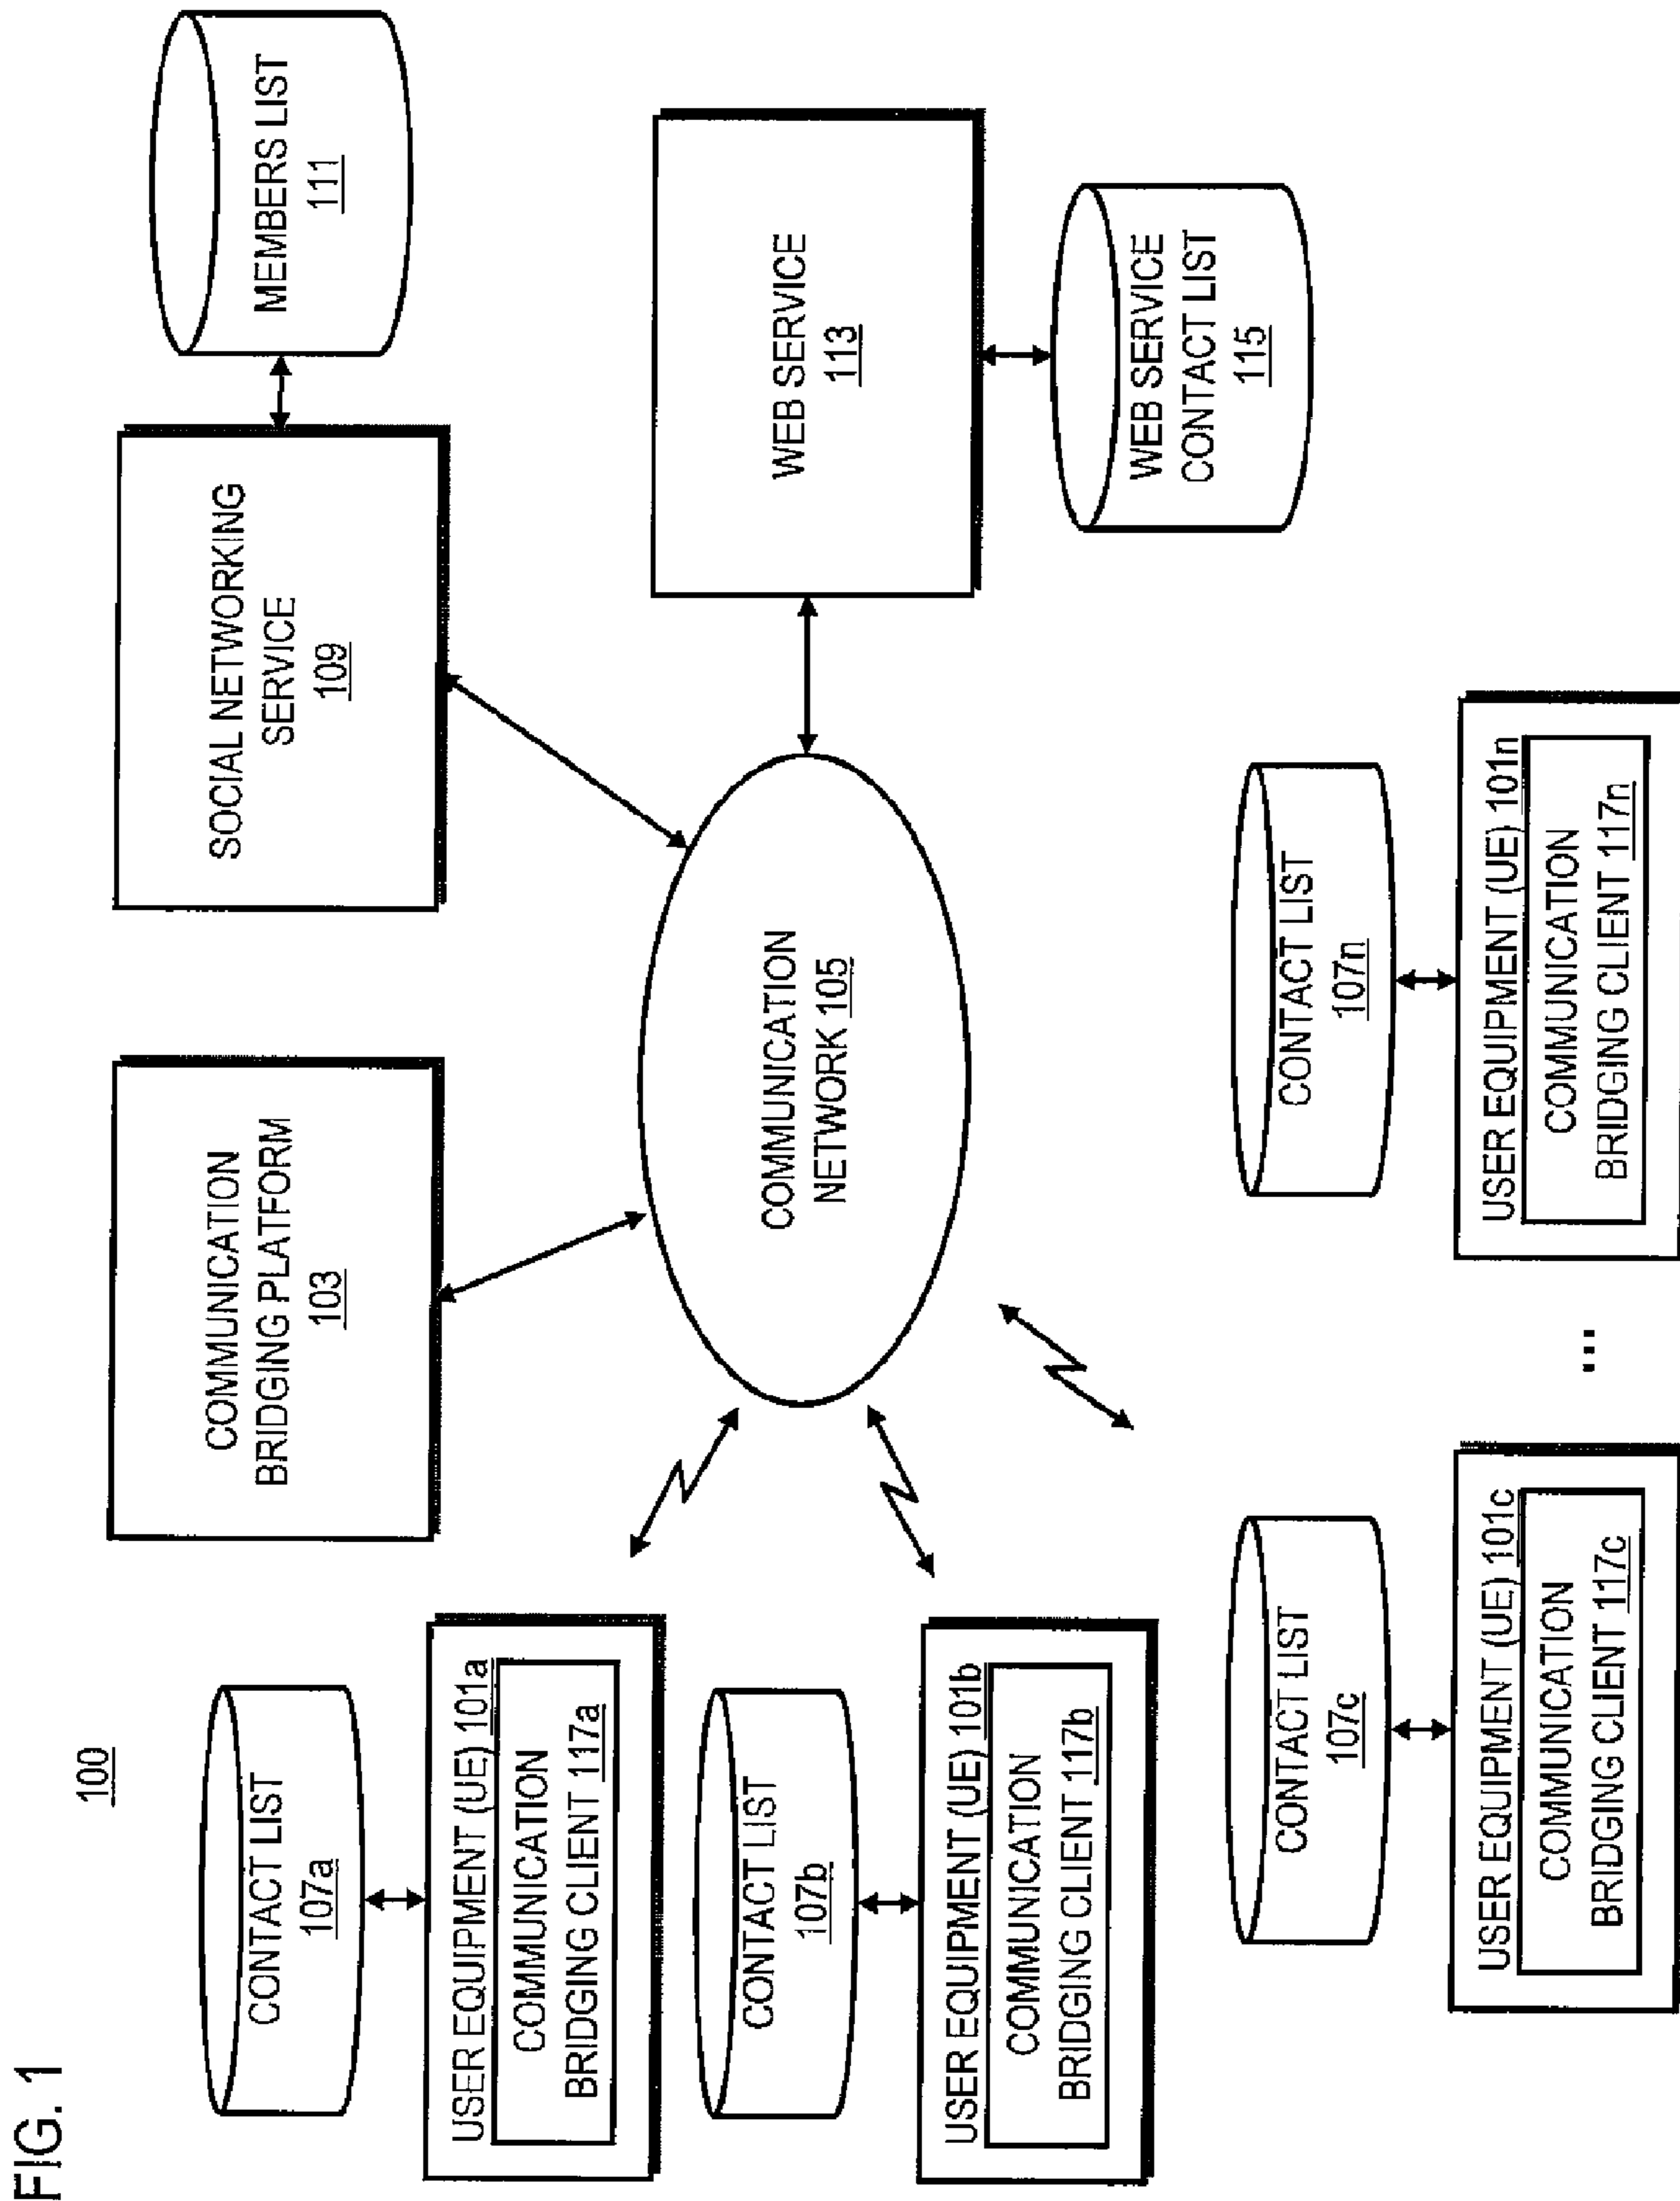 FIG. 1
100
CONTACT LIST
107a
USER EQUIPMENT (UE) 101a
COMMUNICATION
BRIDGING CLIENT 117a
CONTACT LIST
107b
USER EQUIPMENT (UE) 101b
COMMUNICATION
BRIDGING CLIENT 117b
COMMUNICATION
BRIDGING PLATFORM
103
SOCIAL NETWORKING
SERVICE
109
MEMBERS LIST
111
COMMUNICATION
NETWORK 105
WEB SERVICE
113
WEB SERVICE
CONTACT LIST
115
CONTACT LIST
107c
USER EQUIPMENT (UE) 101c
COMMUNICATION
BRIDGING CLIENT 117c
...
CONTACT LIST
107n
USER EQUIPMENT (UE) 101n
COMMUNICATION
BRIDGING CLIENT 117n